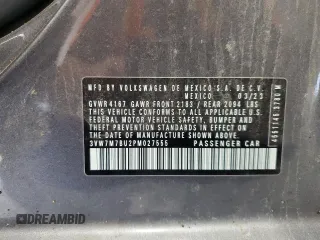 MFD BY VOLKSWAGEN DE MEXICO S.A. DE C.V.
MEXICO 03/23
GVWR 4167 GAWR FRONT 2183 / REAR 2094 LBS
THIS VEHICLE CONFORMS TO ALL APPLICABLE U.S.
FEDERAL MOTOR VEHICLE SAFETY, BUMPER AND
THEFT PREVENTION STANDARDS IN EFFECT ON
THE DATE OF MANUFACTURE SHOWN ABOVE.
3VW7M7BU2PM027555 PASSENGER CAR
© DRAFOMBID